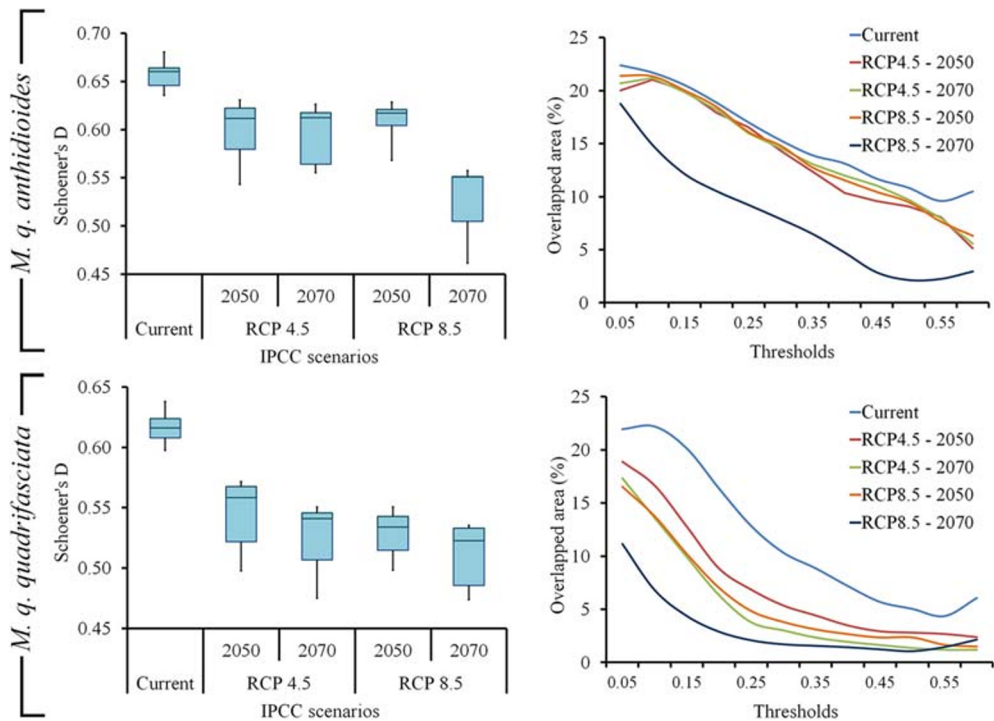 M. q. anthidioides
Schoener's D
0.70
0.65
0.60
0.55
0.50
0.45
2050 2070 2050 2070
Current RCP 4.5 RCP 8.5
IPCC scenarios
Overlapped area (%)
25
20
15
10
5
0
0.05 0.15 0.25 0.35 0.45 0.55
Thresholds
Current
RCP4.5 - 2050
RCP4.5 - 2070
RCP8.5 - 2050
RCP8.5 - 2070
M. q. quadrifasciata
Schoener's D
0.65
0.60
0.55
0.50
0.45
2050 2070 2050 2070
Current RCP 4.5 RCP 8.5
IPCC scenarios
Overlapped area (%)
25
20
15
10
5
0
0.05 0.15 0.25 0.35 0.45 0.55
Thresholds
Current
RCP4.5 - 2050
RCP4.5 - 2070
RCP8.5 - 2050
RCP8.5 - 2070